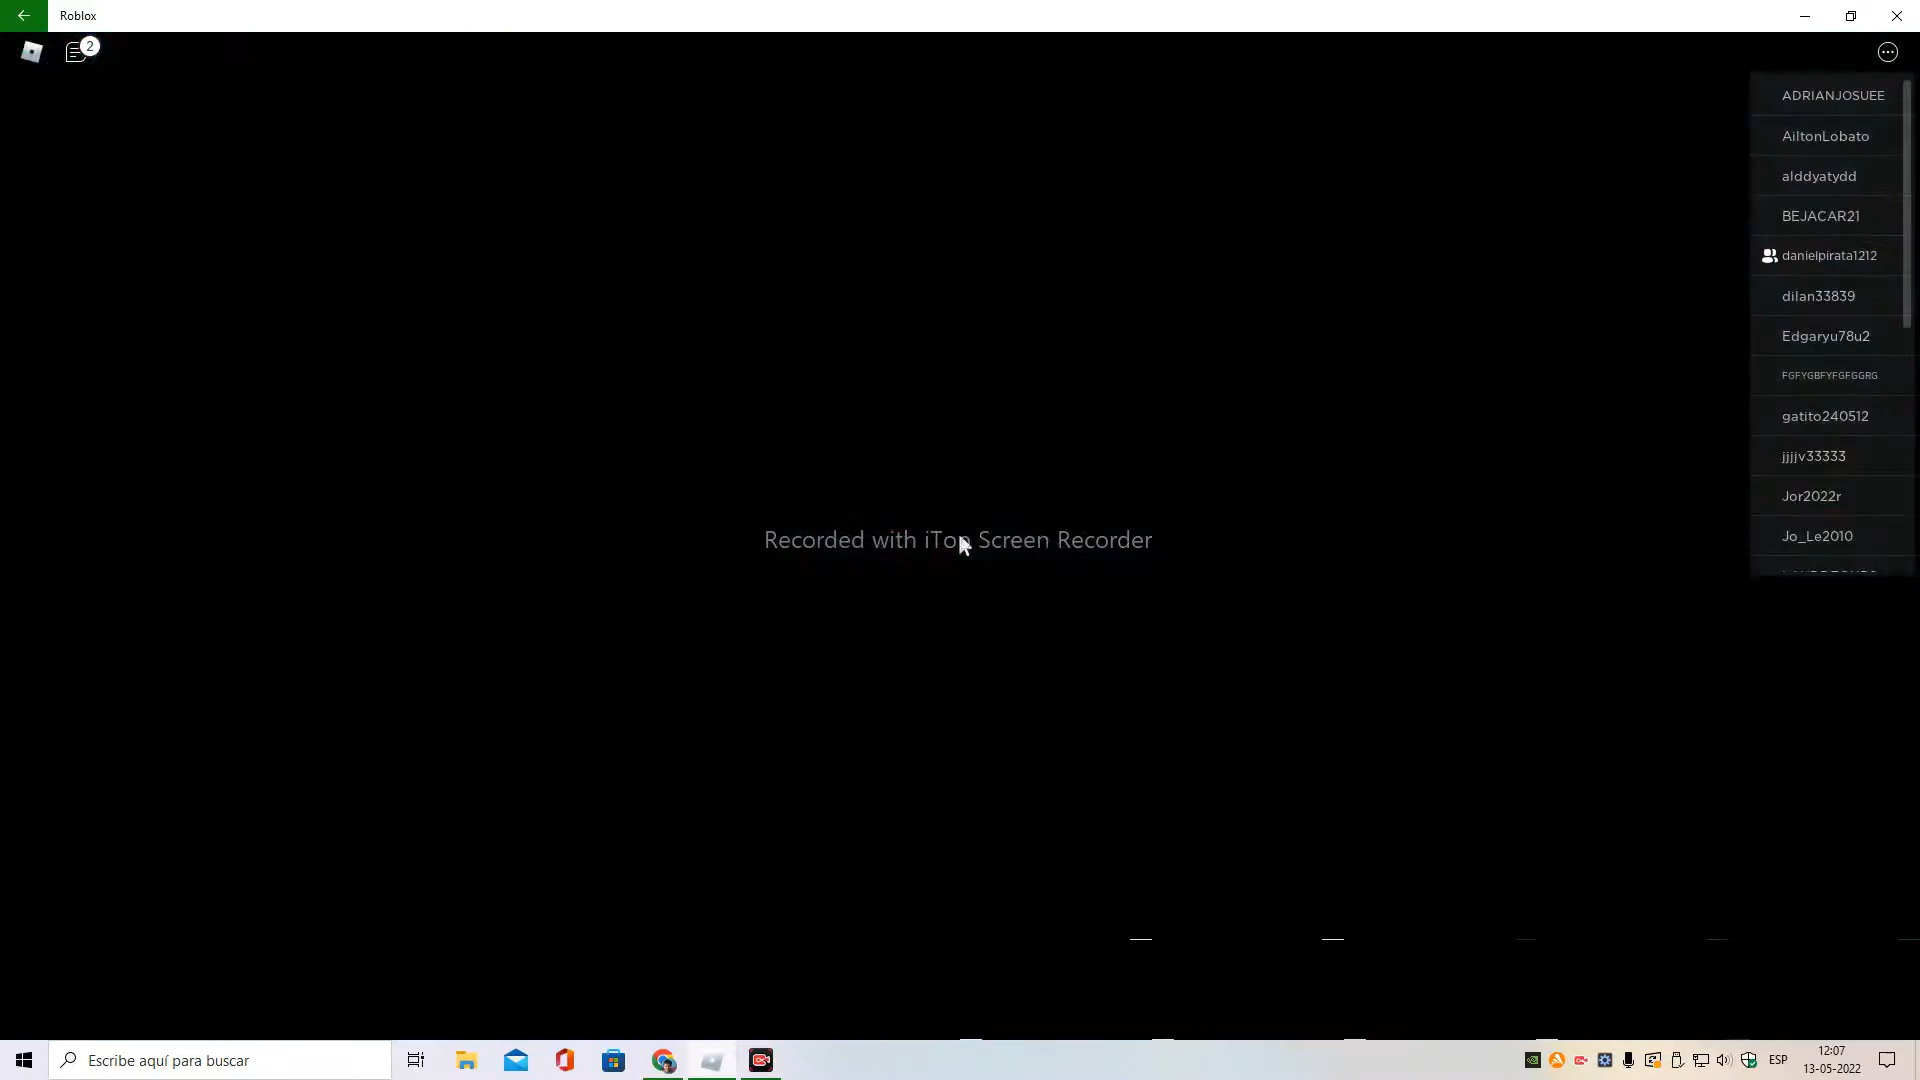 Roblox
2
ADRIANJOSUEE
AiltonLobato
alddyatydd
BEJACAR21
danielpirata1212
dilan33839
Edgaryu78u2
FGFYGBFYFGFGGRG
gatito240512
jjjjv33333
Jor2022r
Recorded with iTop Screen Recorder
Jo_Le2010
Escribe aquí para buscar
ESP
12:07
13-05-2022